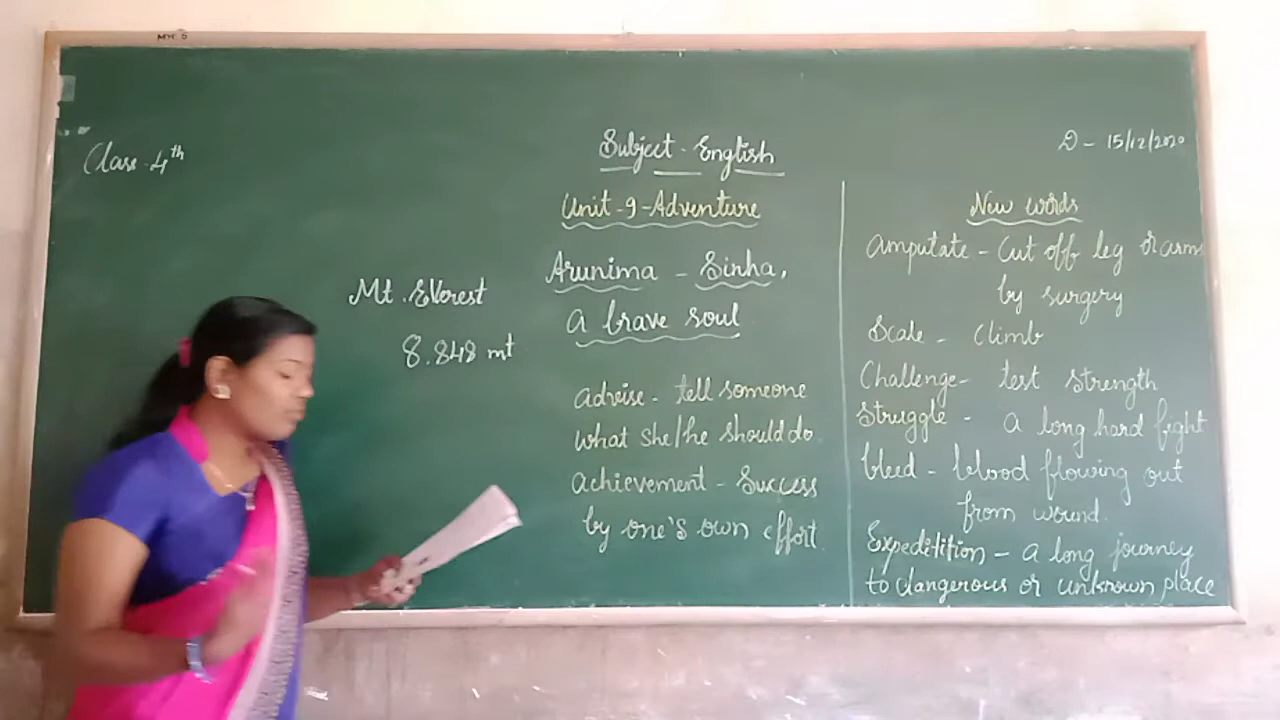 Class-4th
Subject-English
D-15/12/2020
Unit-9-Adventure
Arunima-Sinha,
a brave soul
Mt. Everest
8.848 mt
advise-tell someone
what she/he should do.
achievement-Success
by one's own effort
New words
Amputate-Cut off leg or arms
by surgery
Scale-Climb
Challenge-test strength
Struggle-a long hard fight
bleed-blood flowing out
from wound.
Expeditition-a long journey
to dangerous or unknown place